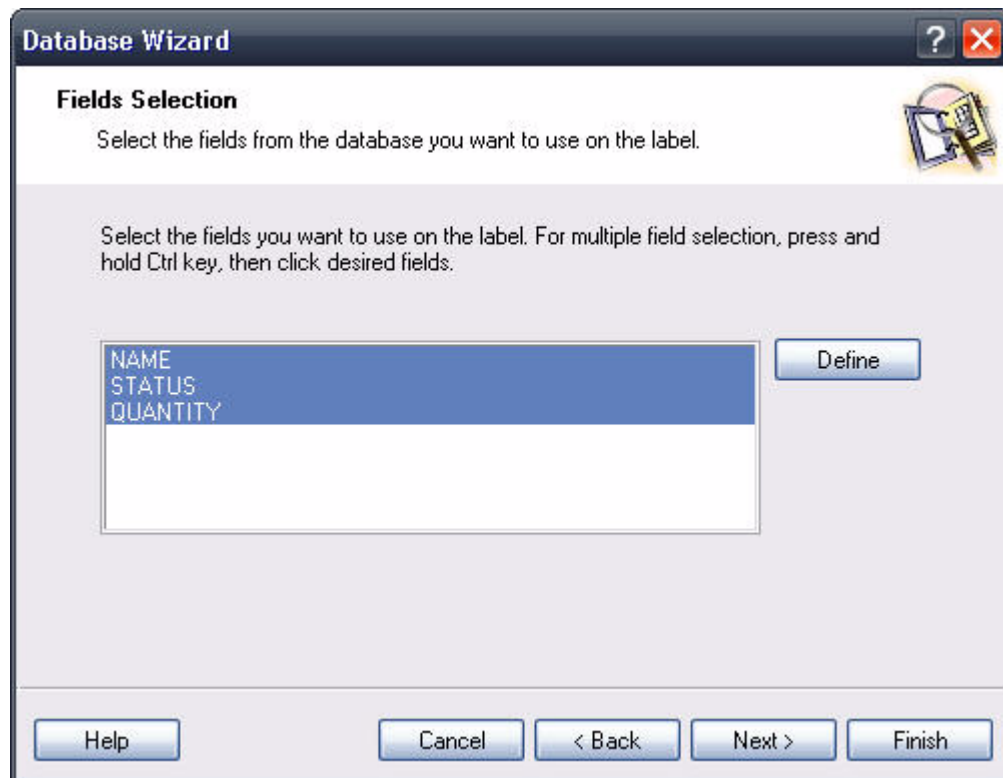 Database Wizard
?
Fields Selection
Select the fields from the database you want to use on the label.
Select the fields you want to use on the label. For multiple field selection, press and
hold Ctrl key, then click desired fields.
NAME
Define
STATUS
QUANTITY
Help
Cancel
< Back
Next >
Finish